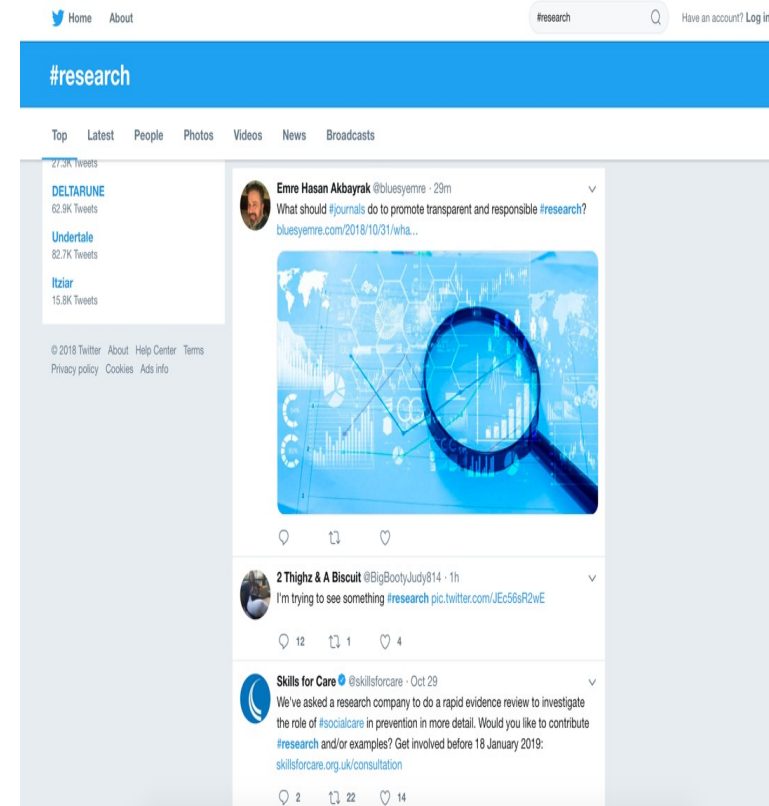 Home About
#research
Have an account? Log in
#research
Top Latest People Photos Videos News Broadcasts
27.3K Tweets
DELTARUNE
62.9K Tweets
Undertale
82.7K Tweets
Itziar
15.8K Tweets
© 2018 Twitter About Help Center Terms
Privacy policy Cookies Ads info
Emre Hasan Akbayrak @bluesyemre · 29m
What should #journals do to promote transparent and responsible #research?
bluesyemre.com/2018/10/31/wha...
2 Thighz & A Biscuit @BigBootyJudy814 · 1h
I'm trying to see something #research pic.twitter.com/JEc56sR2wE
12 1 4
Skills for Care @skillsforcare · Oct 29
We've asked a research company to do a rapid evidence review to investigate
the role of #socialcare in prevention in more detail. Would you like to contribute
#research and/or examples? Get involved before 18 January 2019:
skillsforcare.org.uk/consultation
2 22 14